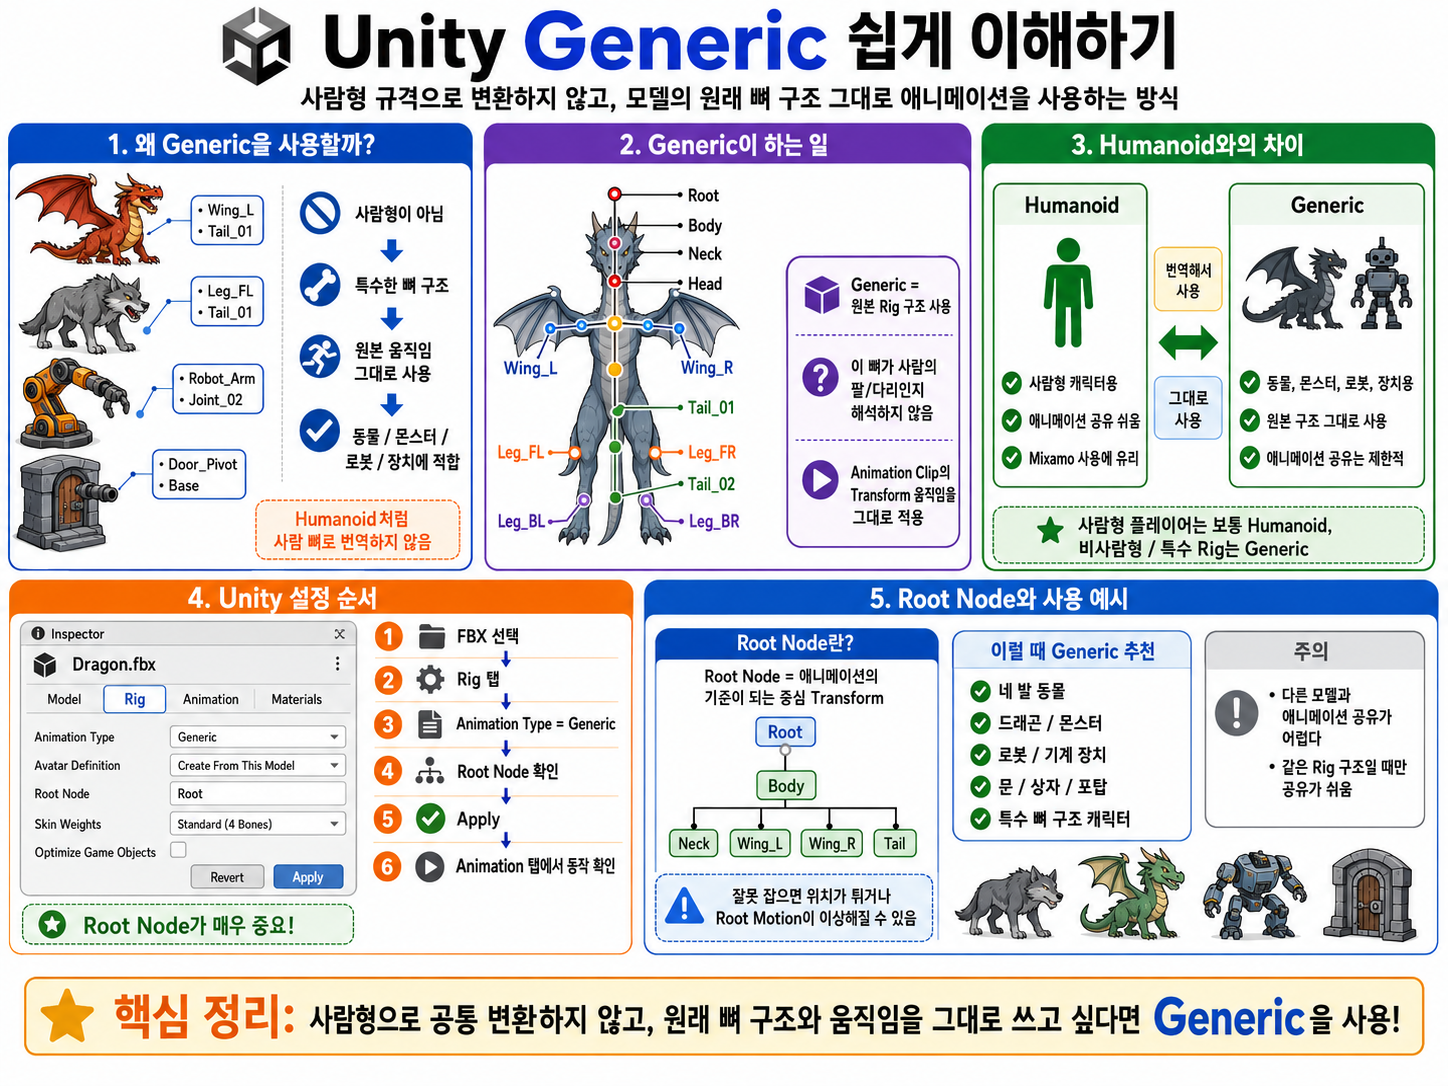 Unity Generic 쉽게 이해하기
사람형 규격으로 변환하지 않고, 모델의 원래 뼈 구조 그대로 애니메이션을 사용하는 방식
1. 왜 Generic을 사용할까?
• Wing_L
• Tail_01
• Leg_FL
• Tail_01
• Robot_Arm
• Joint_02
• Door_Pivot
• Base
사람형이 아님
특수한 뼈 구조
원본 움직임
그대로 사용
동물 / 몬스터 /
로봇 / 장치에 적합
Humanoid처럼
사람 뼈로 번역하지 않음
2. Generic이 하는 일
Root
Body
Neck
Head
Wing_L
Wing_R
Tail_01
Leg_FL
Leg_FR
Tail_02
Leg_BL
Leg_BR
Generic =
원본 Rig 구조 사용
이 뼈가 사람의
팔/다리인지
해석하지 않음
Animation Clip의
Transform 움직임을
그대로 적용
3. Humanoid와의 차이
Humanoid
사람형 캐릭터용
애니메이션 공유 쉬움
Mixamo 사용에 유리
번역해서
사용
그대로
사용
Generic
동물, 몬스터, 로봇, 장치용
원본 구조 그대로 사용
애니메이션 공유는 제한적
사람형 플레이어는 보통 Humanoid,
비사람형 / 특수 Rig는 Generic
4. Unity 설정 순서
Inspector
Dragon.fbx
Model Rig Animation Materials
Animation Type Generic
Avatar Definition Create From This Model
Root Node Root
Skin Weights Standard (4 Bones)
Optimize Game Objects
Revert Apply
Root Node가 매우 중요!
1 FBX 선택
2 Rig 탭
3 Animation Type = Generic
4 Root Node 확인
5 Apply
6 Animation 탭에서 동작 확인
5. Root Node와 사용 예시
Root Node란?
Root Node = 애니메이션의
기준이 되는 중심 Transform
Root
Body
Neck Wing_L Wing_R Tail
잘못 잡으면 위치가 튀거나
Root Motion이 이상해질 수 있음
이럴 때 Generic 추천
네 발 동물
드래곤 / 몬스터
로봇 / 기계 장치
문 / 상자 / 포탑
특수 뼈 구조 캐릭터
주의
• 다른 모델과
애니메이션 공유가
어렵다
• 같은 Rig 구조일 때만
공유가 쉬움
핵심 정리: 사람형으로 공통 변환하지 않고, 원래 뼈 구조와 움직임을 그대로 쓰고 싶다면 Generic을 사용!